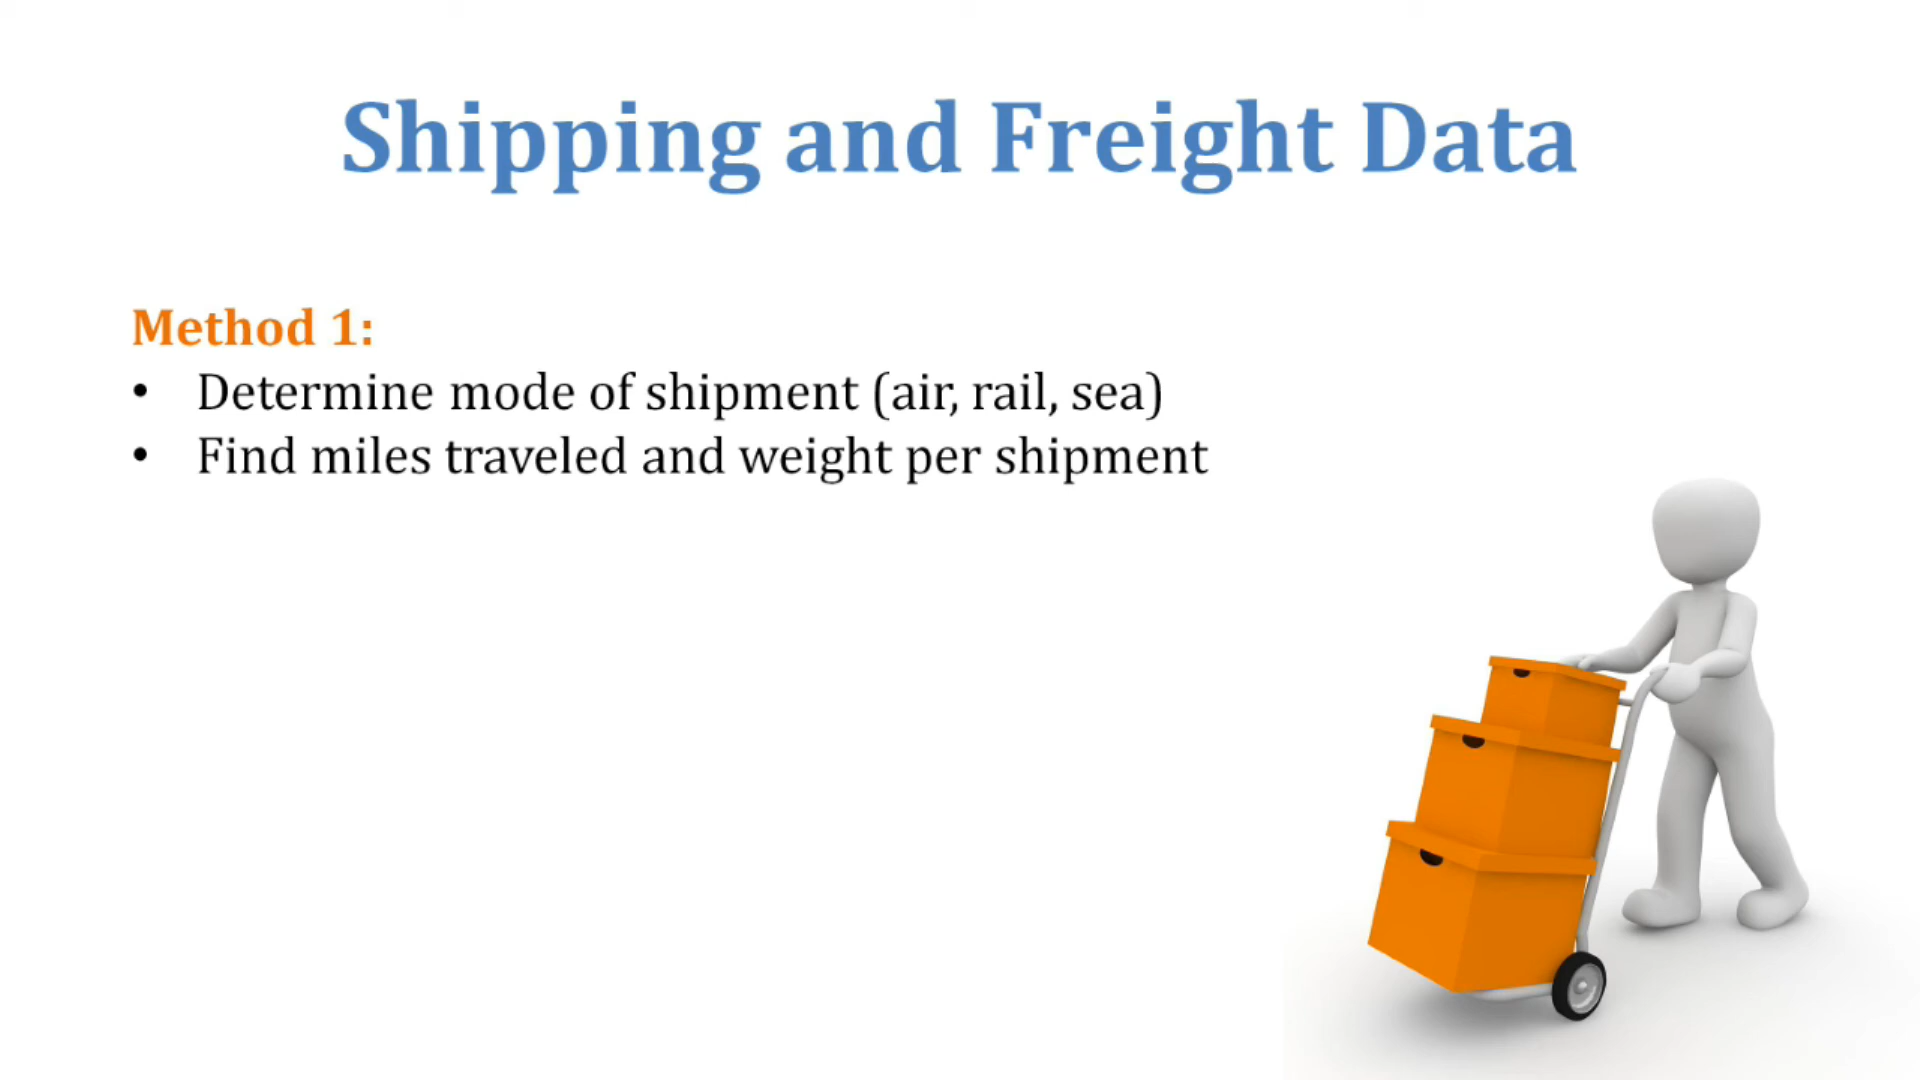 Shipping and Freight Data
Method 1:
• Determine mode of shipment (air, rail, sea)
• Find miles traveled and weight per shipment